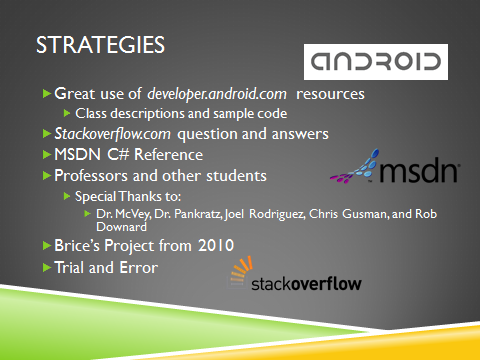 STRATEGIES
ANDROID
Great use of developer.android.com resources
Class descriptions and sample code
Stackoverflow.com question and answers
MSDN C# Reference
Professors and other students
msdn
Special Thanks to:
Dr. McVey, Dr. Pankratz, Joel Rodriguez, Chris Gusman, and Rob
Downard
Brice's Project from 2010
Trial and Error
stackoverflow